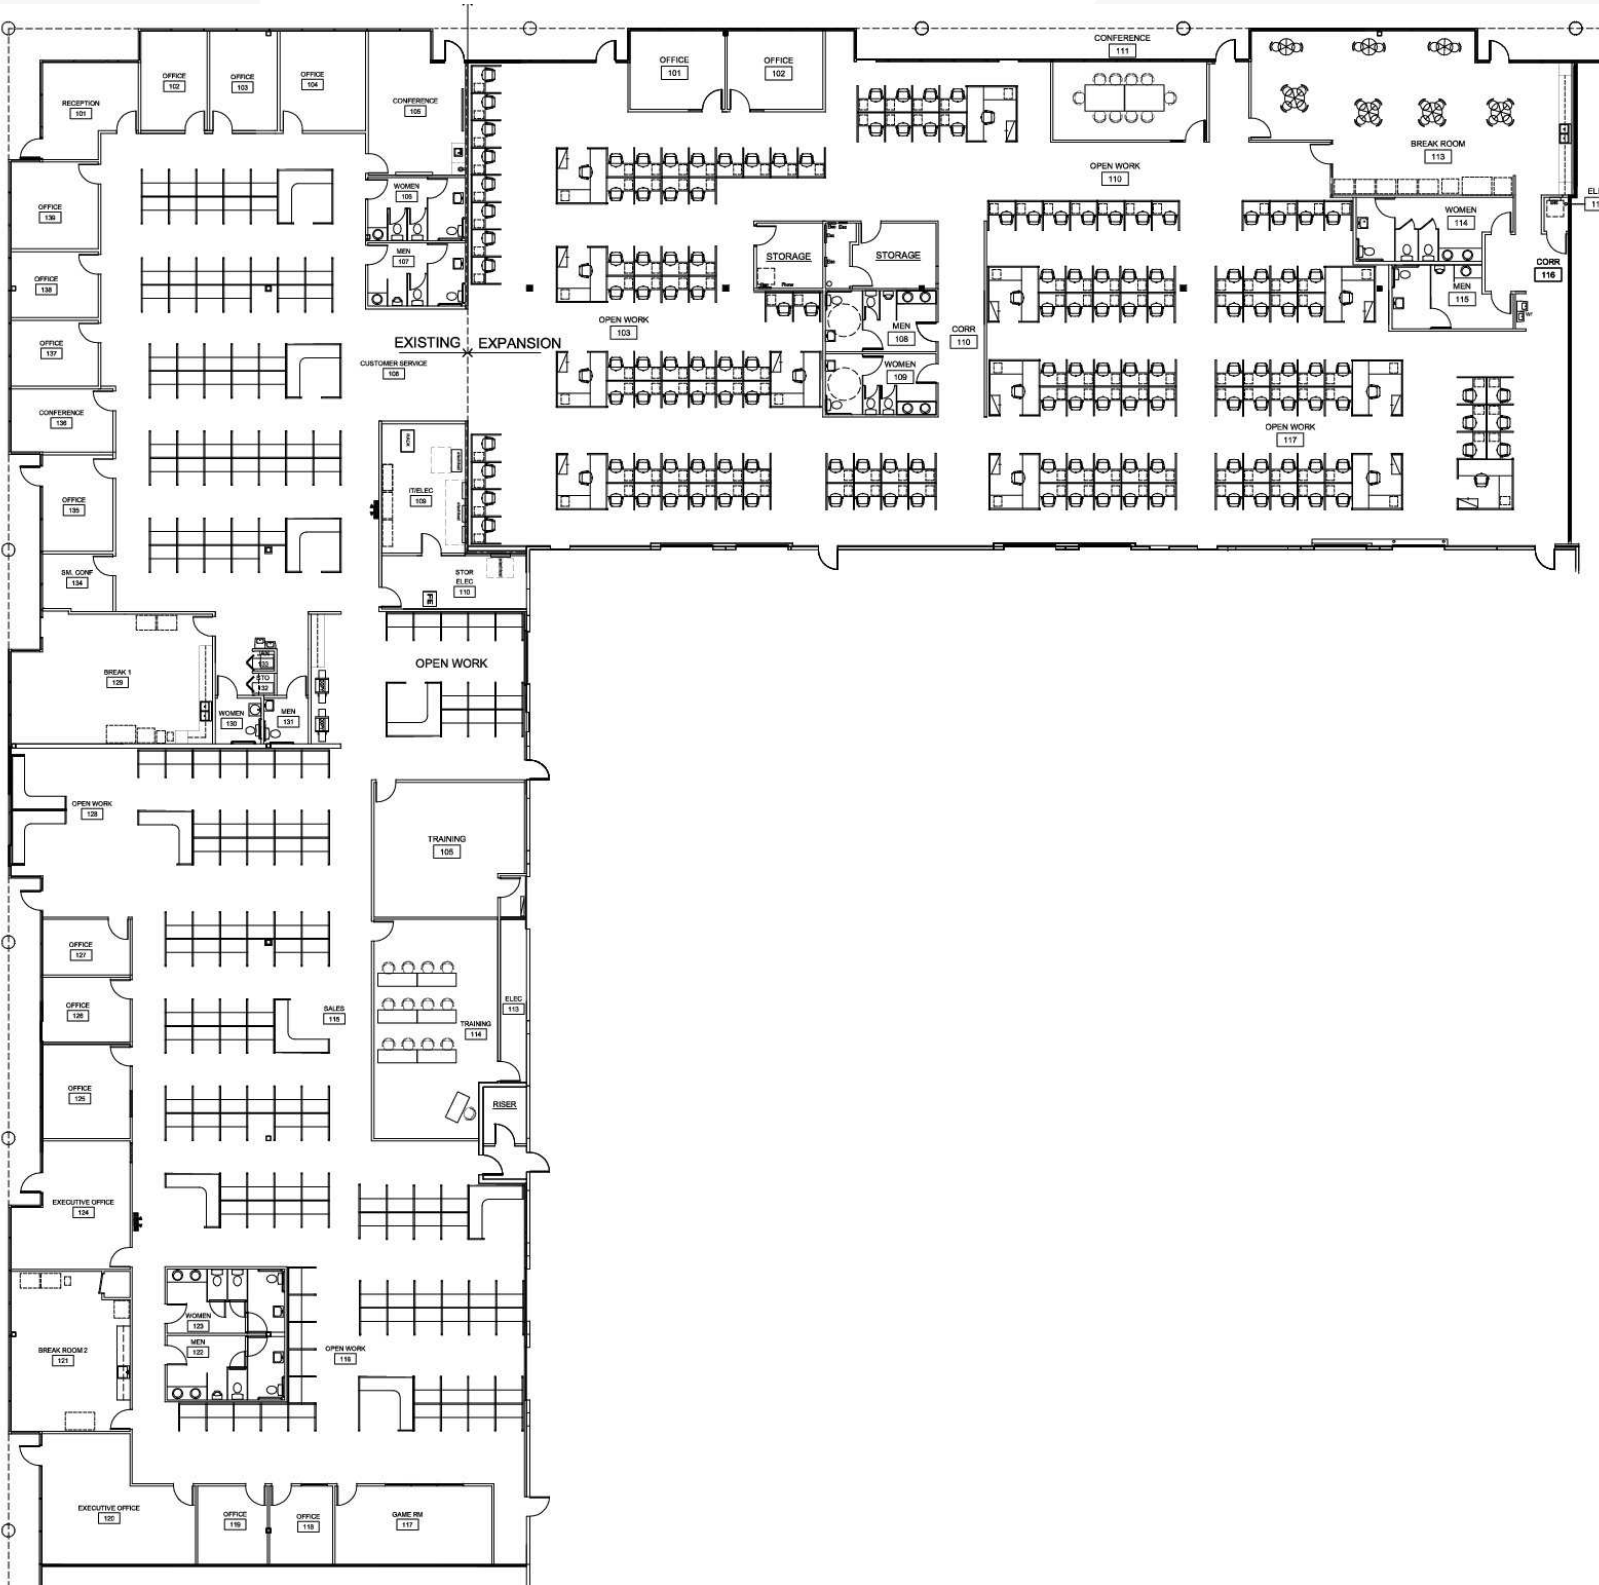 OFFICE
102
OFFICE
103
OFFICE
104
RECEPTION
101
CONFERENCE
105
OFFICE
101
OFFICE
102
CONFERENCE
111
OPEN WORK
110
BREAK ROOM
113
WOMEN
106
MEN
107
OFFICE
139
OFFICE
138
OFFICE
137
CONFERENCE
136
OFFICE
135
SM. CONF
134
EXISTING
EXPANSION
CUSTOMER SERVICE
108
OPEN WORK
103
STORAGE
STORAGE
MEN
108
WOMEN
109
CORR
110
WOMEN
114
MEN
115
CORR
116
OPEN WORK
117
IT/ELEC
109
RACK
STOR
ELEC
110
OPEN WORK
BREAK 1
129
STO
132
WOMEN
130
MEN
131
OPEN WORK
128
TRAINING
105
OFFICE
127
OFFICE
126
OFFICE
125
SALES
115
TRAINING
114
ELEC
113
RISER
EXECUTIVE OFFICE
124
WOMEN
123
MEN
122
BREAK ROOM 2
121
OPEN WORK
116
EXECUTIVE OFFICE
120
OFFICE
119
OFFICE
118
GAME RM
117